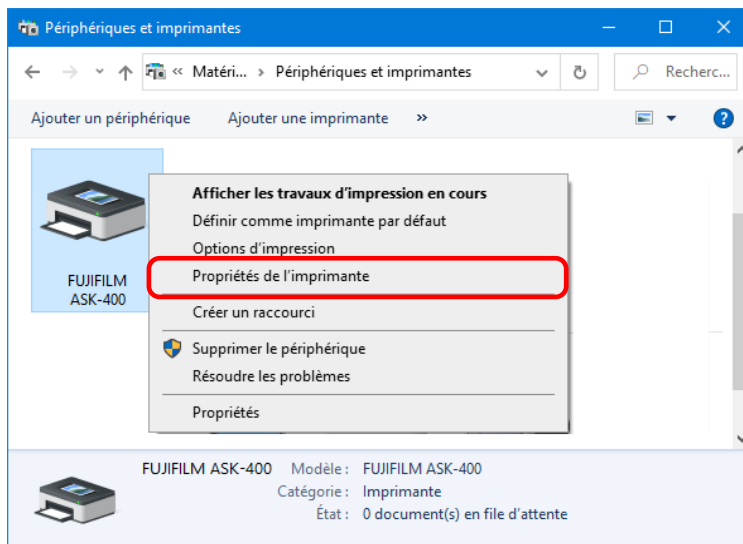 Périphériques et imprimantes
« Matéri... › Périphériques et imprimantes
Recherc...
Ajouter un périphérique Ajouter une imprimante »
Afficher les travaux d'impression en cours
Définir comme imprimante par défaut
Options d'impression
Propriétés de l'imprimante
Créer un raccourci
Supprimer le périphérique
Résoudre les problèmes
Propriétés
FUJIFILM
ASK-400
FUJIFILM ASK-400 Modèle : FUJIFILM ASK-400
Catégorie : Imprimante
État : 0 document(s) en file d'attente